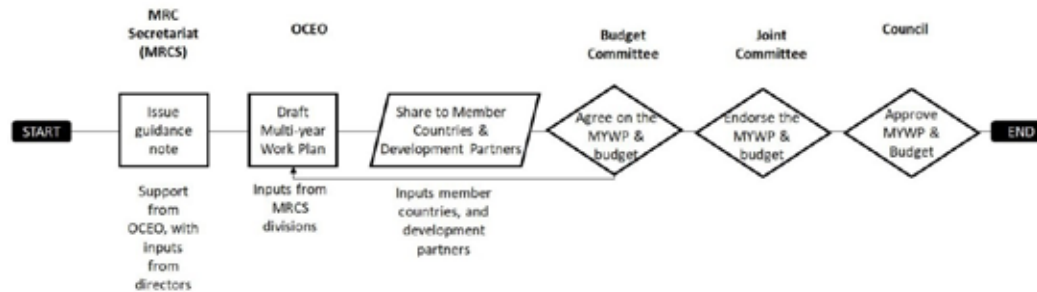 MRC
Secretariat
(MRCS)
OCEO
Budget
Committee
Joint
Committee
Council
START
Issue
guidance
note
Draft
Multi-year
Work Plan
Share to Member
Countries &
Development Partners
Agree on the
MYWP &
budget
Endorse the
MYWP &
budget
Approve
MYWP &
Budget
END
Support
from
OCEO, with
inputs
from
directors
Inputs from
MRCS
divisions
Inputs member
countries, and
development
partners